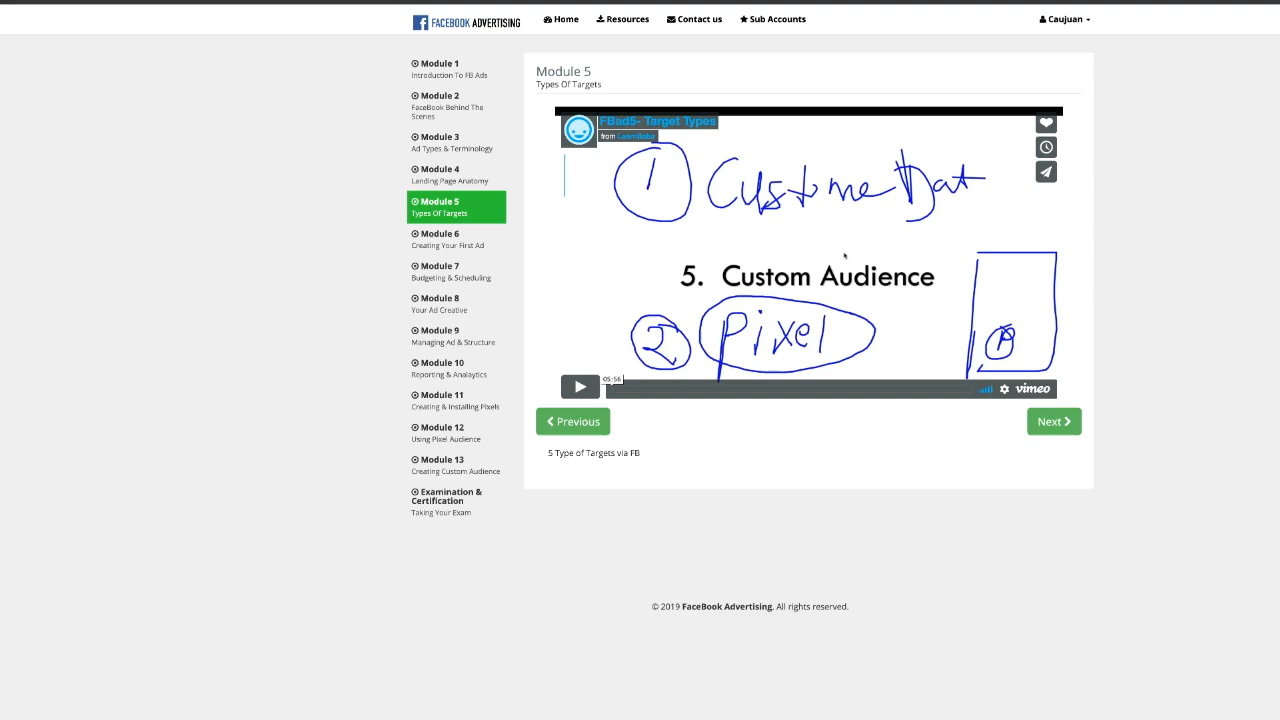 FACEBOOK ADVERTISING
Home
Resources
Contact us
Sub Accounts
Caujuan
Module 1
Introduction To FB Ads
Module 2
FaceBook Behind The
Scenes
Module 3
Ad Types & Terminology
Module 4
Landing Page Anatomy
Module 5
Types Of Targets
Module 6
Creating Your First Ad
Module 7
Budgeting & Scheduling
Module 8
Your Ad Creative
Module 9
Managing Ad & Structure
Module 10
Reporting & Analaytics
Module 11
Creating & Installing Pixels
Module 12
Using Pixel Audience
Module 13
Creating Custom Audience
Examination &
Certification
Taking Your Exam
Module 5
Types Of Targets
FBad5- Target Types
from LearnBabe
1 Customer Dat
5. Custom Audience
2 Pixel
P
05:56
vimeo
Previous
Next
5 Type of Targets via FB
© 2019 FaceBook Advertising. All rights reserved.